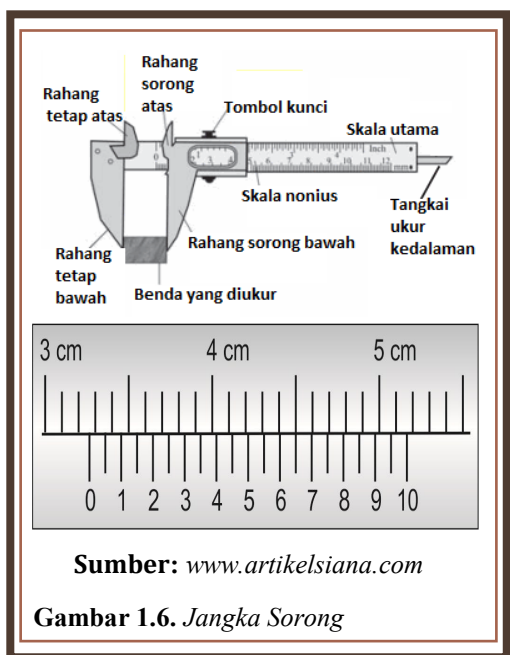 Rahang
sorong
atas
Rahang
tetap atas
Tombol kunci
Skala utama
Inch
mm
Skala nonius
Tangkai
ukur
kedalaman
Rahang sorong bawah
Rahang
tetap
bawah
Benda yang diukur
3 cm 4 cm 5 cm
0 1 2 3 4 5 6 7 8 9 10
Sumber: www.artikelsiana.com
Gambar 1.6. Jangka Sorong